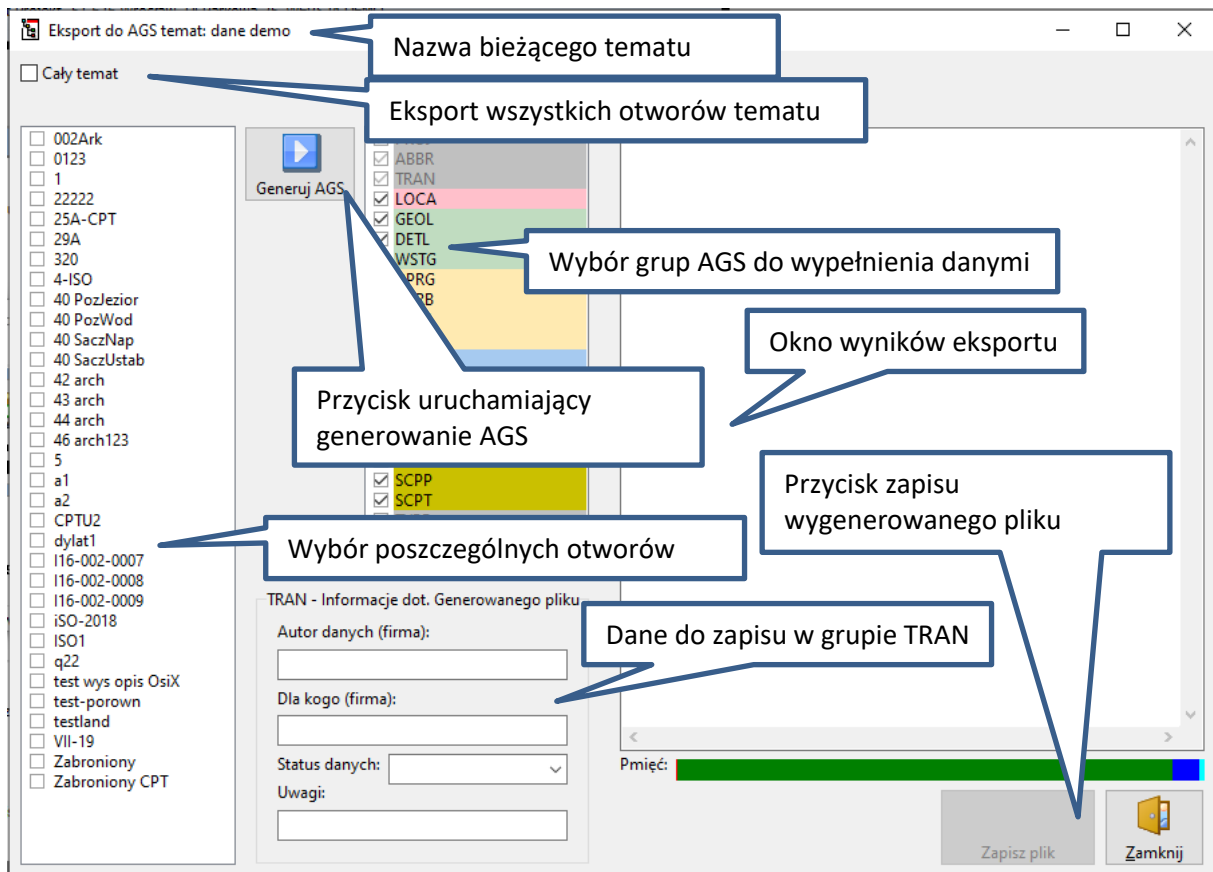 Eksport do AGS temat: dane demo
Nazwa bieżącego tematu
Cały temat
Eksport wszystkich otworów tematu
002Ark
0123
1
22222
25A-CPT
29A
320
4-ISO
40 PozJezior
40 PozWod
40 SaczNap
40 SaczUstab
42 arch
43 arch
44 arch
46 arch123
5
a1
a2
CPTU2
dylat1
I16-002-0007
I16-002-0008
I16-002-0009
iSO-2018
ISO1
q22
test wys opis OsiX
test-porown
testland
VII-19
Zabroniony
Zabroniony CPT
Generuj AGS
ABBR
TRAN
LOCA
GEOL
DETL
WSTG
SCPP
SCPT
Wybór grup AGS do wypełnienia danymi
Okno wyników eksportu
Przycisk uruchamiający
generowanie AGS
Przycisk zapisu
wygenerowanego pliku
Wybór poszczególnych otworów
TRAN - Informacje dot. Generowanego pliku
Autor danych (firma):
Dane do zapisu w grupie TRAN
Dla kogo (firma):
Status danych:
Uwagi:
Pmięć:
Zapisz plik
Zamknij